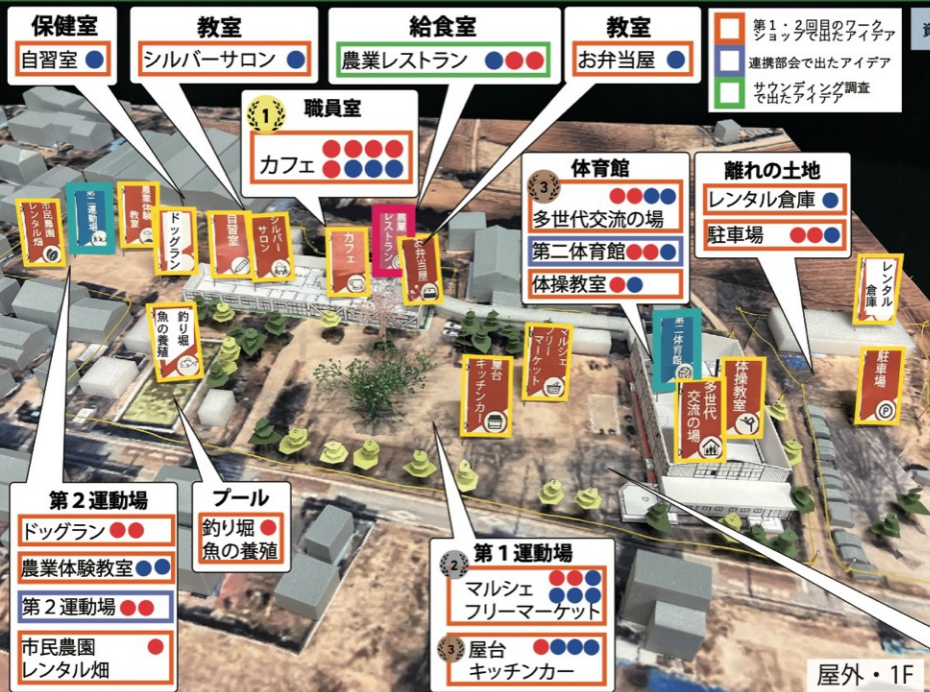 保健室
自習室
教室
シルバーサロン
給食室
農業レストラン
教室
お弁当屋
第1・2回目のワーク
ショップで出たアイデア
連携部会で出たアイデア
サウンディング調査
で出たアイデア
資
1
職員室
カフェ
3
体育館
多世代交流の場
第二体育館
体操教室
離れの土地
レンタル倉庫
駐車場
市民農園
レンタル畑
第二運動場
農業体験
教室
ドッグラン
自習室
シルバー
サロン
カフェ
農業
レストラン
お弁当屋
釣り堀
魚の養殖
屋台
キッチンカー
マルシェ
フリー
マーケット
第二体育館
多世代
交流の場
体操教室
レンタル
倉庫
駐車場
P
第2運動場
ドッグラン
農業体験教室
第2運動場
市民農園
レンタル畑
プール
釣り堀
魚の養殖
第1運動場
2
マルシェ
フリーマーケット
3
屋台
キッチンカー
屋外・1F